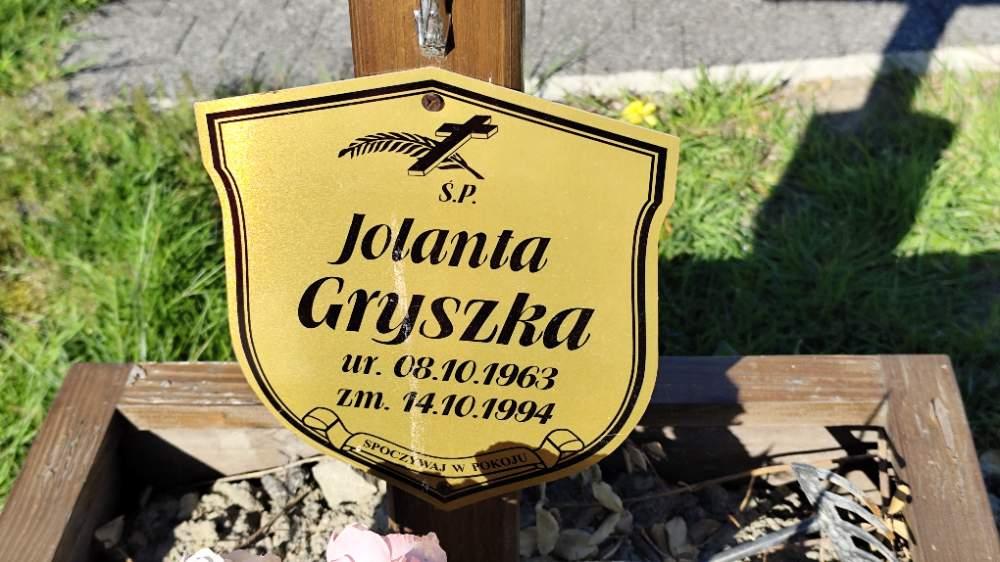 Ś.P.
Jolanta
Gryszka
ur. 08.10.1963
zm. 14.10.1994
SPOCZYWAJ W POKOJU